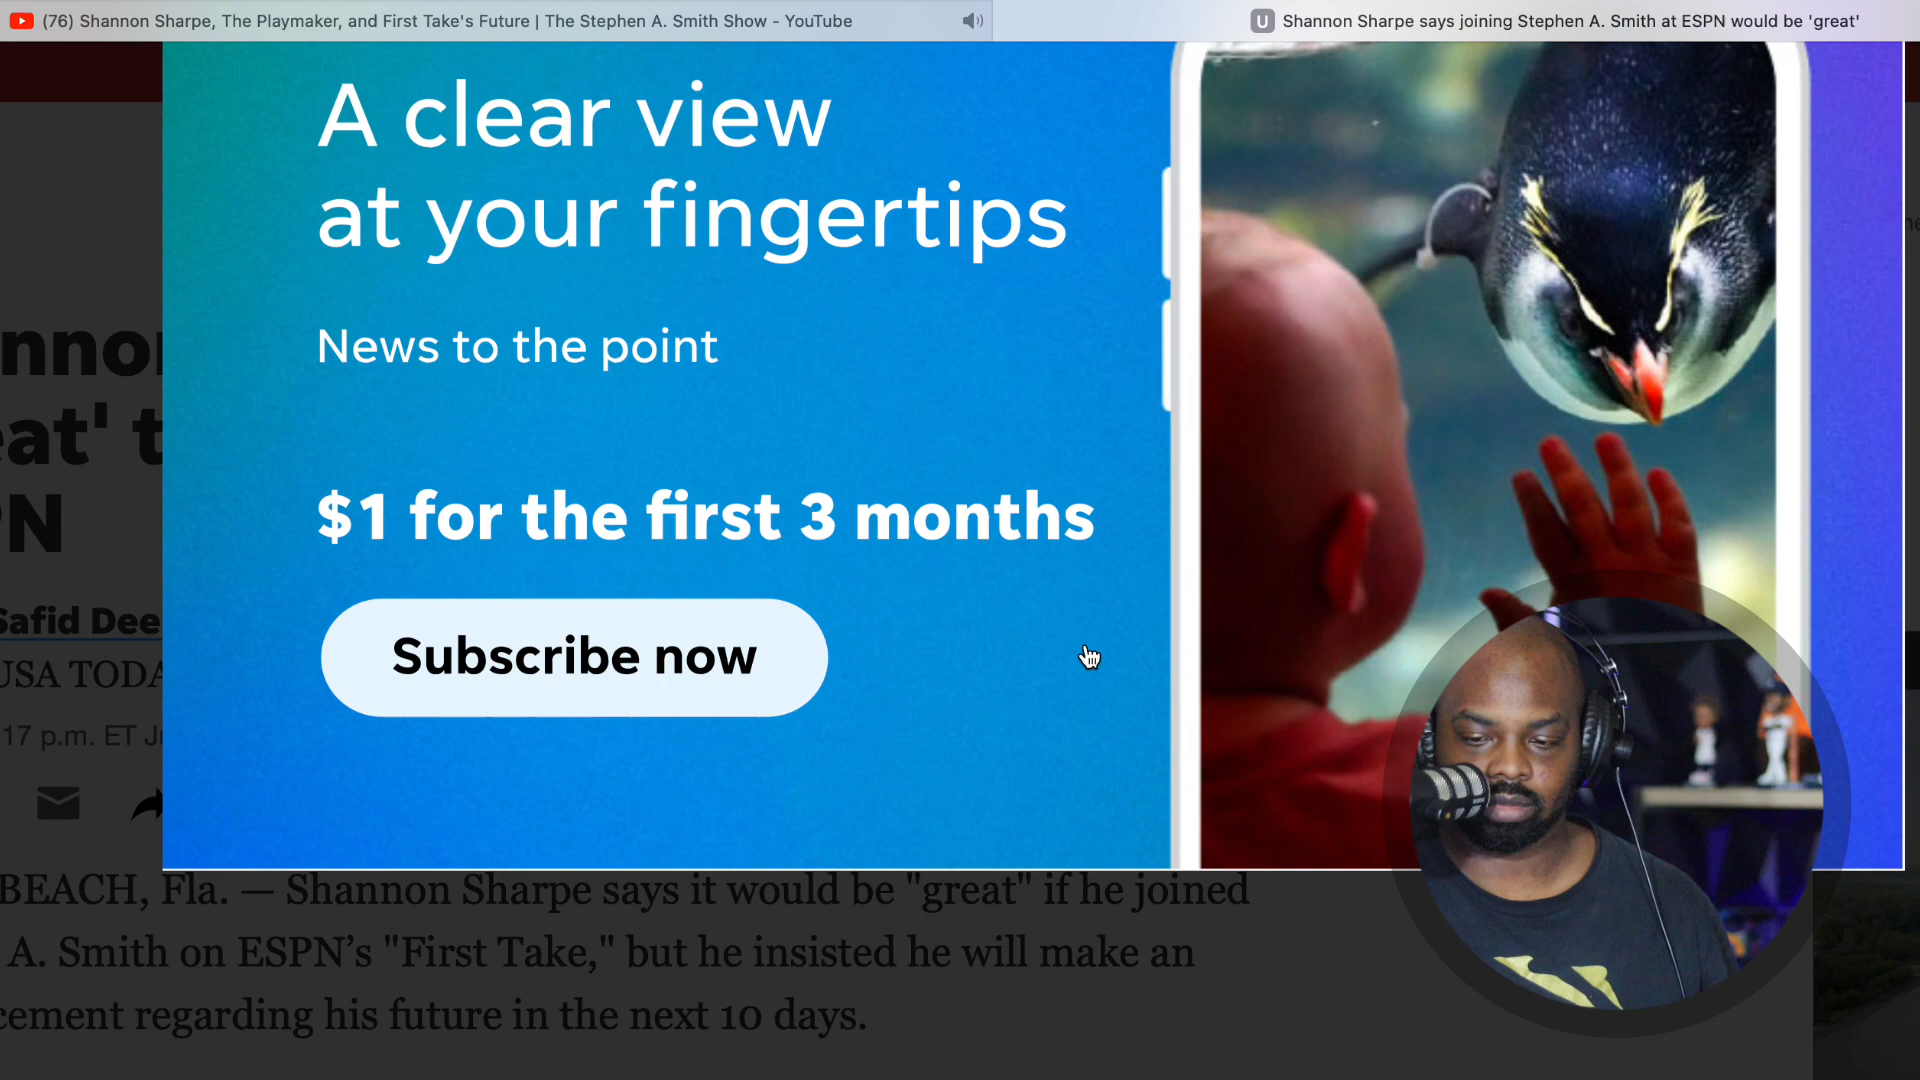 (76) Shannon Sharpe, The Playmaker, and First Take's Future | The Stephen A. Smith Show - YouTube
U Shannon Sharpe says joining Stephen A. Smith at ESPN would be 'great'
A clear view
at your fingertips
News to the point
$1 for the first 3 months
Subscribe now
nno
eat' t
N
Safid Dee
USA TODA
17 p.m. ET Ju
BEACH, Fla. — Shannon Sharpe says it would be "great" if he joined
A. Smith on ESPN’s "First Take," but he insisted he will make an
cement regarding his future in the next 10 days.